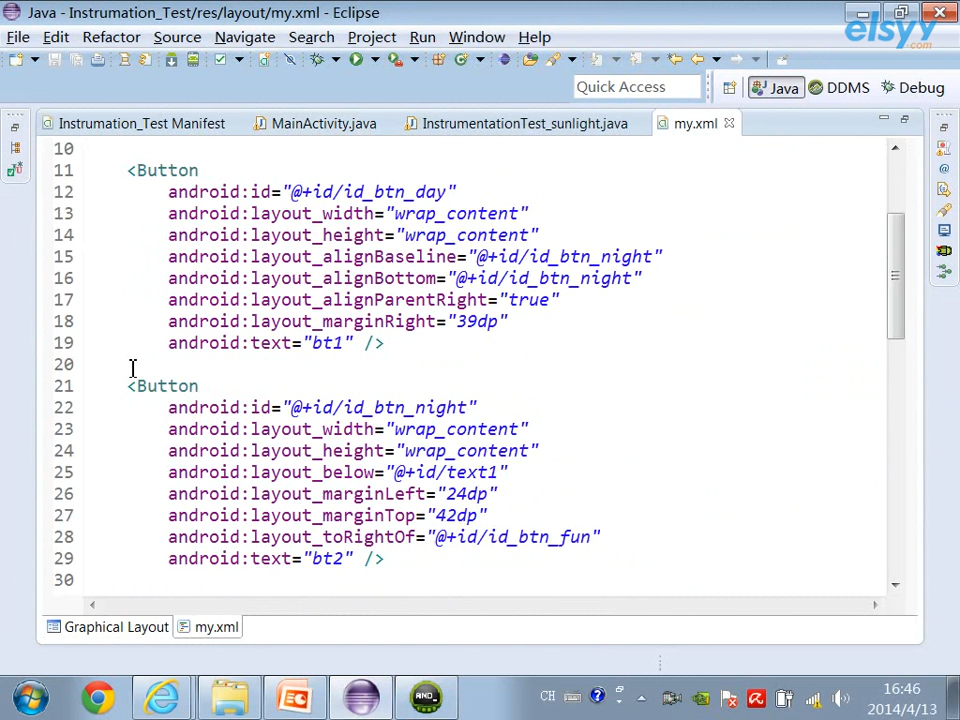 Java - Instrumation_Test/res/layout/my.xml - Eclipse
elsyy
.com
File Edit Refactor Source Navigate Search Project Run Window Help
Quick Access
Java DDMS Debug
Instrumation_Test Manifest MainActivity.java InstrumentationTest_sunlight.java my.xml
10
11 <Button
12 android:id="@+id/id_btn_day"
13 android:layout_width="wrap_content"
14 android:layout_height="wrap_content"
15 android:layout_alignBaseline="@+id/id_btn_night"
16 android:layout_alignBottom="@+id/id_btn_night"
17 android:layout_alignParentRight="true"
18 android:layout_marginRight="39dp"
19 android:text="bt1" />
20
21 <Button
22 android:id="@+id/id_btn_night"
23 android:layout_width="wrap_content"
24 android:layout_height="wrap_content"
25 android:layout_below="@+id/text1"
26 android:layout_marginLeft="24dp"
27 android:layout_marginTop="42dp"
28 android:layout_toRightOf="@+id/id_btn_fun"
29 android:text="bt2" />
30
Graphical Layout my.xml
CH
16:46
2014/4/13